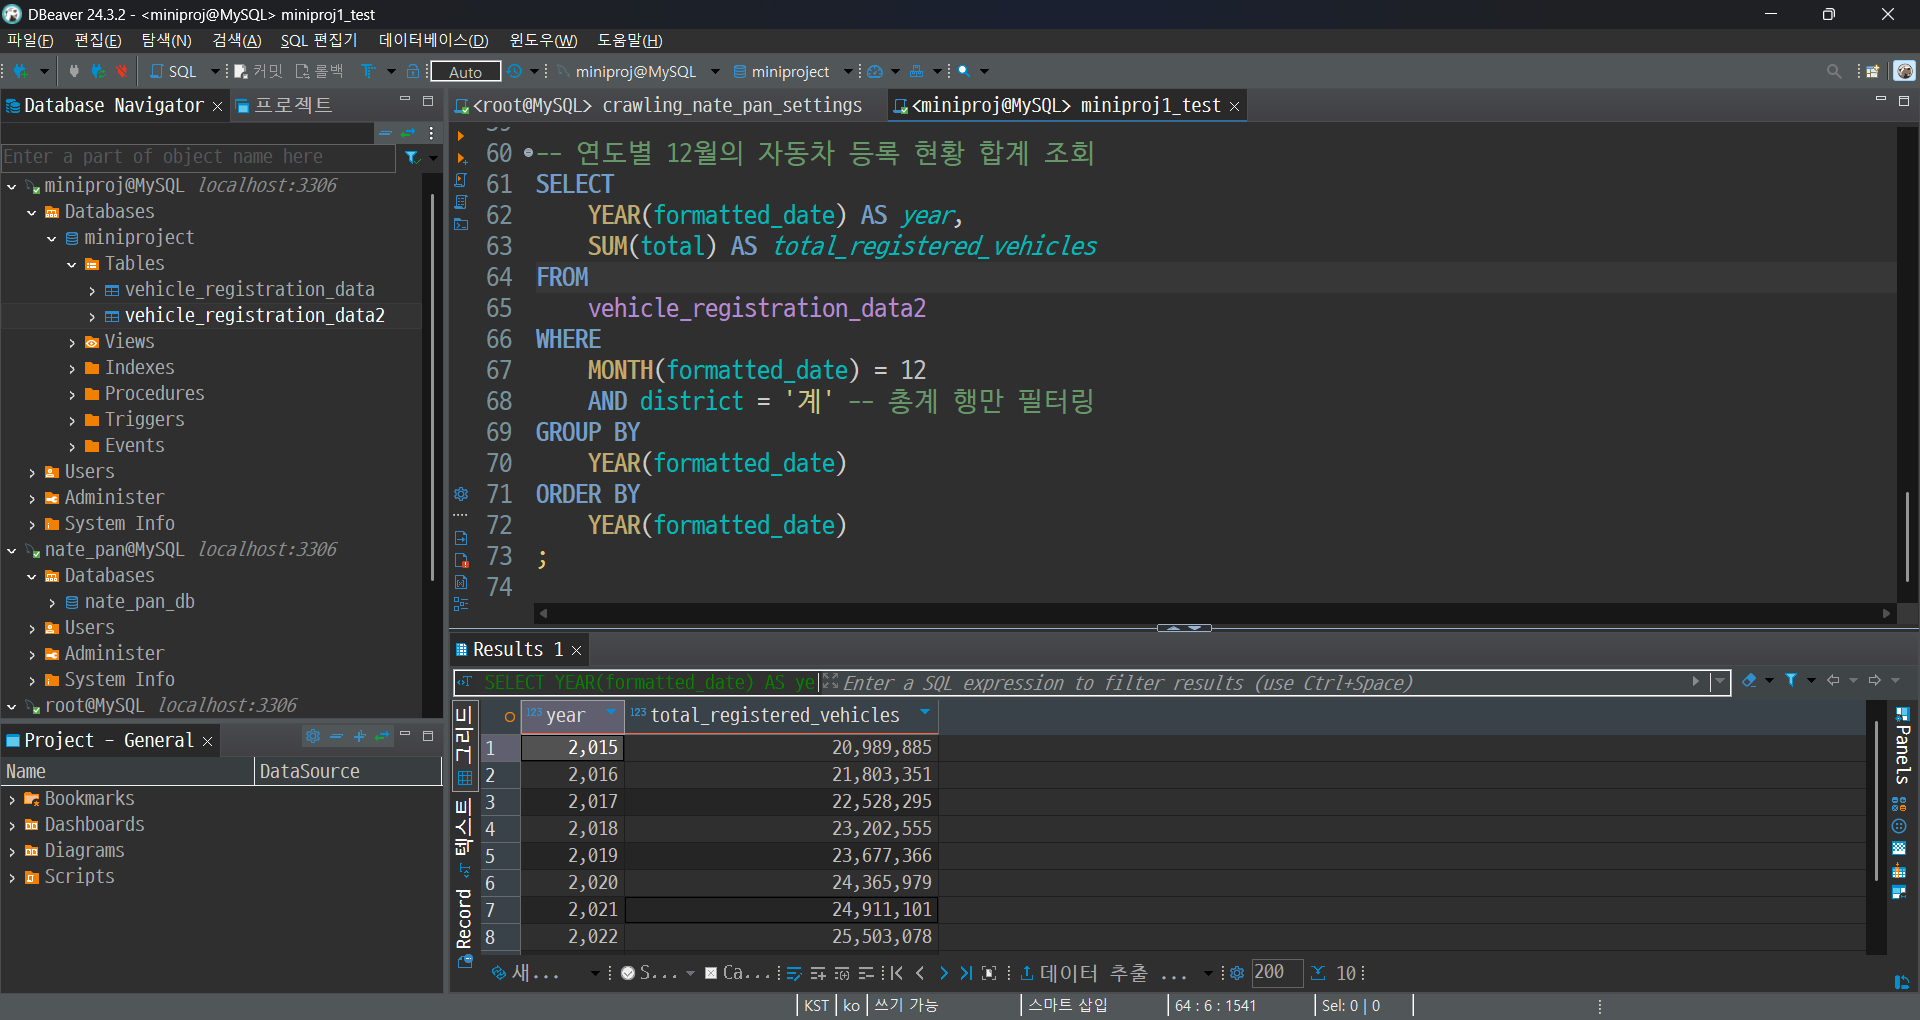 DBeaver 24.3.2 - <miniproj@MySQL> miniproj1_test
파일(F) 편집(E) 탐색(N) 검색(A) SQL 편집기 데이터베이스(D) 윈도우(W) 도움말(H)
SQL 커밋 롤백 Auto miniproj@MySQL miniproject
Database Navigator 프로젝트
Enter a part of object name here
miniproj@MySQL localhost:3306
Databases
miniproject
Tables
vehicle_registration_data
vehicle_registration_data2
Views
Indexes
Procedures
Triggers
Events
Users
Administer
System Info
nate_pan@MySQL localhost:3306
Databases
nate_pan_db
Users
Administer
System Info
root@MySQL localhost:3306
Project - General
Name DataSource
Bookmarks
Dashboards
Diagrams
Scripts
<root@MySQL> crawling_nate_pan_settings <miniproj@MySQL> miniproj1_test
59
60 -- 연도별 12월의 자동차 등록 현황 합계 조회
61 SELECT
62 YEAR(formatted_date) AS year,
63 SUM(total) AS total_registered_vehicles
64 FROM
65 vehicle_registration_data2
66 WHERE
67 MONTH(formatted_date) = 12
68 AND district = '계' -- 총계 행만 필터링
69 GROUP BY
70 YEAR(formatted_date)
71 ORDER BY
72 YEAR(formatted_date)
73 ;
74
Results 1
SELECT YEAR(formatted_date) AS ye Enter a SQL expression to filter results (use Ctrl+Space)
그리드
텍스트
Record
123 year 123 total_registered_vehicles
1 2,015 20,989,885
2 2,016 21,803,351
3 2,017 22,528,295
4 2,018 23,202,555
5 2,019 23,677,366
6 2,020 24,365,979
7 2,021 24,911,101
8 2,022 25,503,078
Panels
새... S... Ca... 데이터 추출 ... 200 10
KST ko 쓰기 가능 스마트 삽입 64 : 6 : 1541 Sel: 0 | 0